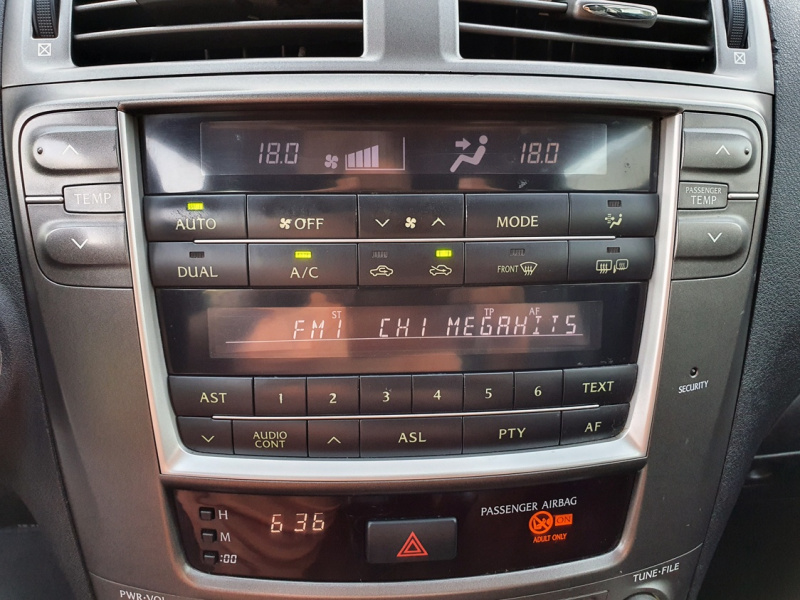 18.0 18.0
TEMP
PASSENGER
TEMP
AUTO OFF MODE
DUAL A/C FRONT
ST TP AF
FM1 CH1 MEGAHITS
AST 1 2 3 4 5 6 TEXT
AUDIO
CONT ASL PTY AF
SECURITY
H
M
:00
6 36
PASSENGER AIRBAG
ON
ADULT ONLY
PWR·VOL
TUNE·FILE